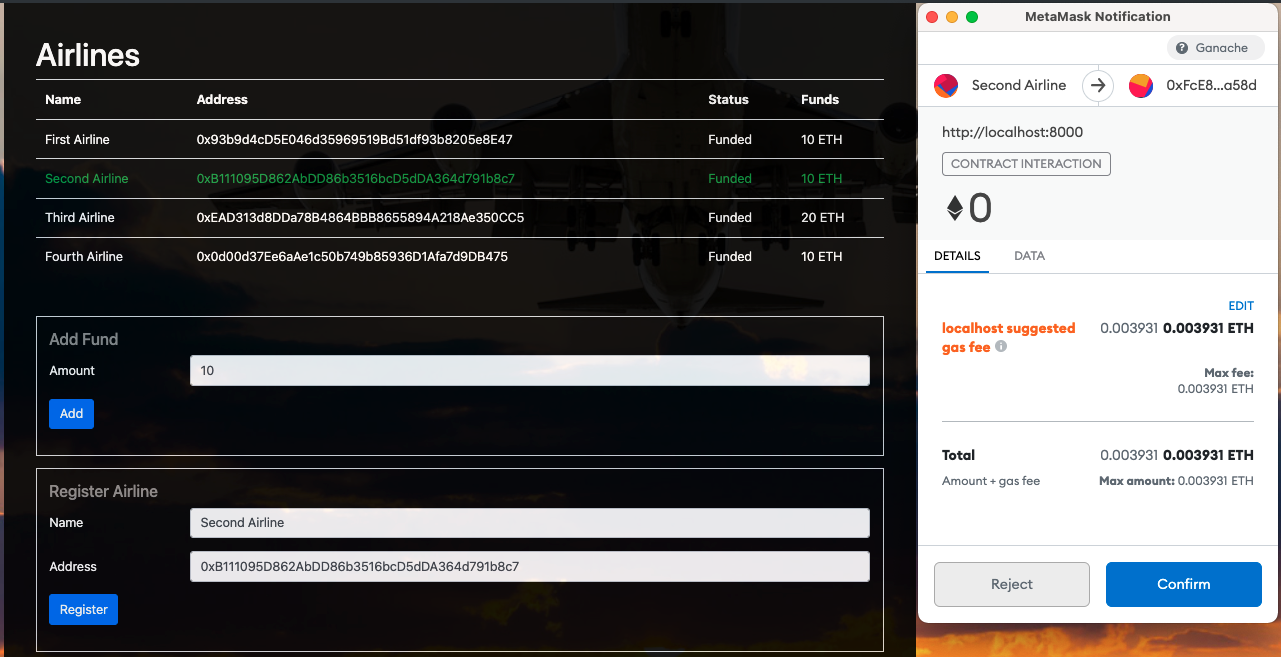 Airlines
Name Address Status Funds
First Airline 0x93b9d4cD5E046d35969519Bd51df93b8205e8E47 Funded 10 ETH
Second Airline 0xB111095D862AbDD86b3516bcD5dDA364d791b8c7 Funded 10 ETH
Third Airline 0xEAD313d8DDa78B4864BBB8655894A218Ae350CC5 Funded 20 ETH
Fourth Airline 0x0d00d37Ee6aAe1c50b749b85936D1Afa7d9DB475 Funded 10 ETH
Add Fund
Amount 10
Add
Register Airline
Name Second Airline
Address 0xB111095D862AbDD86b3516bcD5dDA364d791b8c7
Register
MetaMask Notification
? Ganache
Second Airline 0xFcE8...a58d
http://localhost:8000
CONTRACT INTERACTION
0
DETAILS DATA
EDIT
localhost suggested 0.003931 0.003931 ETH
gas fee
Max fee:
0.003931 ETH
Total 0.003931 0.003931 ETH
Amount + gas fee Max amount: 0.003931 ETH
Reject Confirm